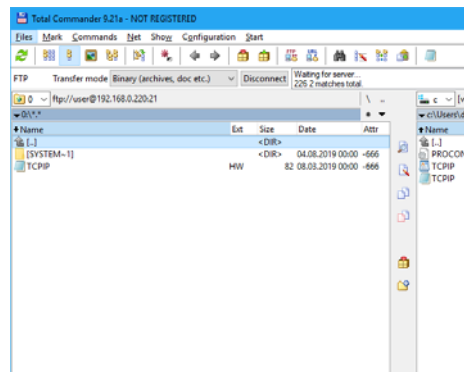 Total Commander 9.21a - NOT REGISTERED
Files Mark Commands Net Show Configuration Start
FTP Transfer mode Binary (archives, doc etc.) Disconnect Waiting for server...
226 2 matches total.
0 ftp://user@192.168.0.220:21 \ .. c
0:\*.* * c:\Users\
Name Ext Size Date Attr Name
[..] <DIR> [..]
[SYSTEM~1] <DIR> 04.08.2019 00:00 -666 PROCON
TCPIP HW 82 08.03.2019 00:00 -666 TCPIP
TCPIP